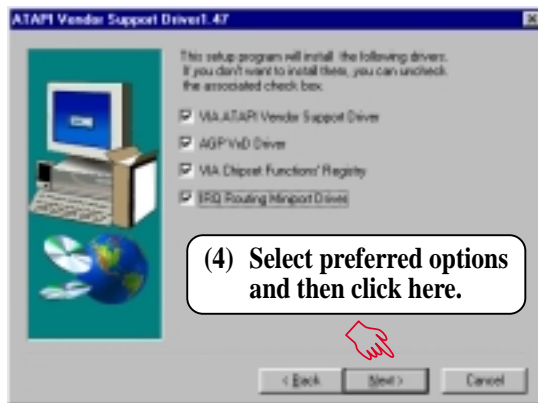 ATAPI Vendor Support Driver1.47
This setup program will install the following drivers.
If you don't want to install them, you can uncheck
the associated check box.
VIA ATAPI Vendor Support Driver
AGP VxD Driver
VIA Chipset Functions' Registry
IRQ Routing Miniport Driver
(4) Select preferred options
and then click here.
< Back
Next >
Cancel